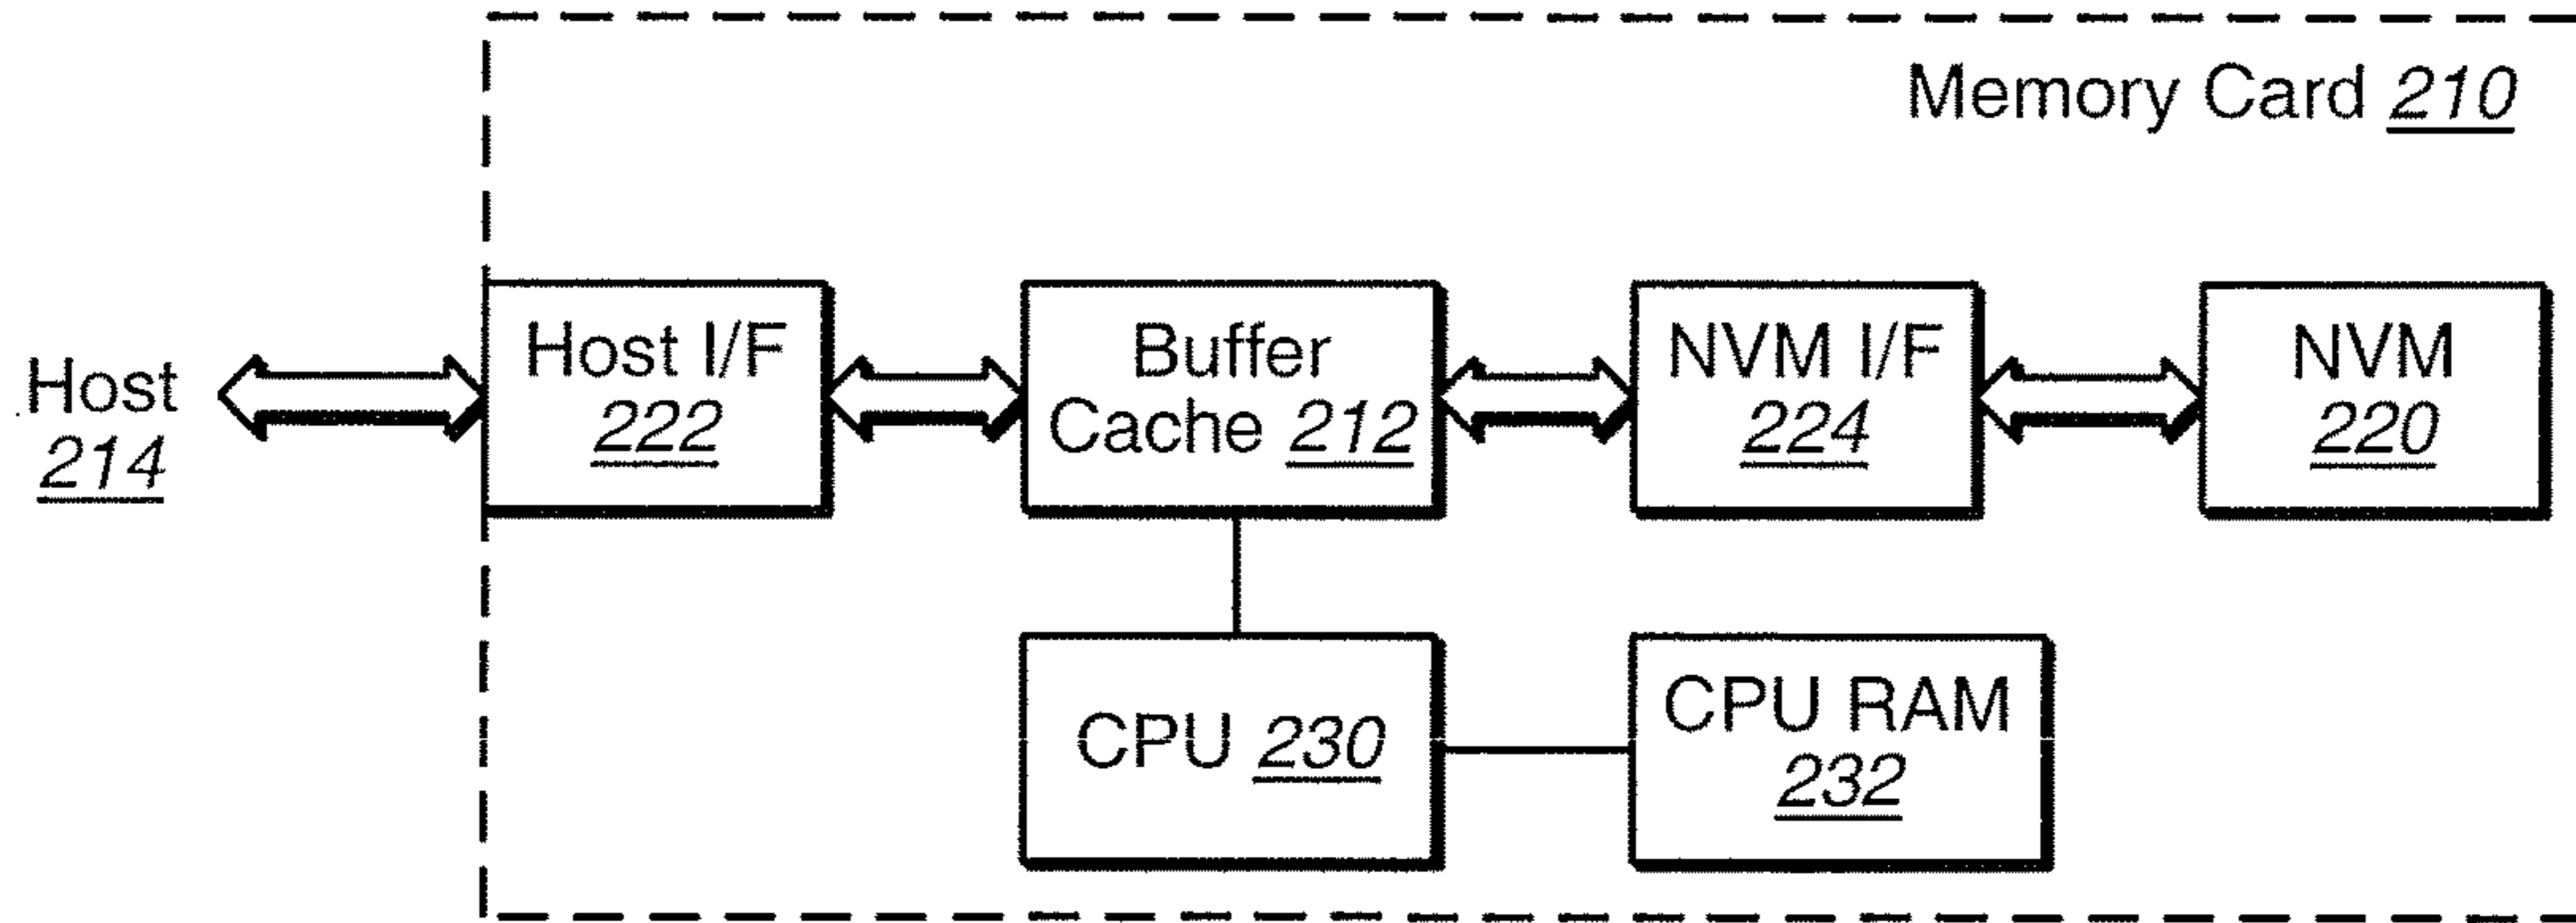 Memory Card 210
Host
214
Host I/F
222
Buffer
Cache 212
NVM I/F
224
NVM
220
CPU 230
CPU RAM
232